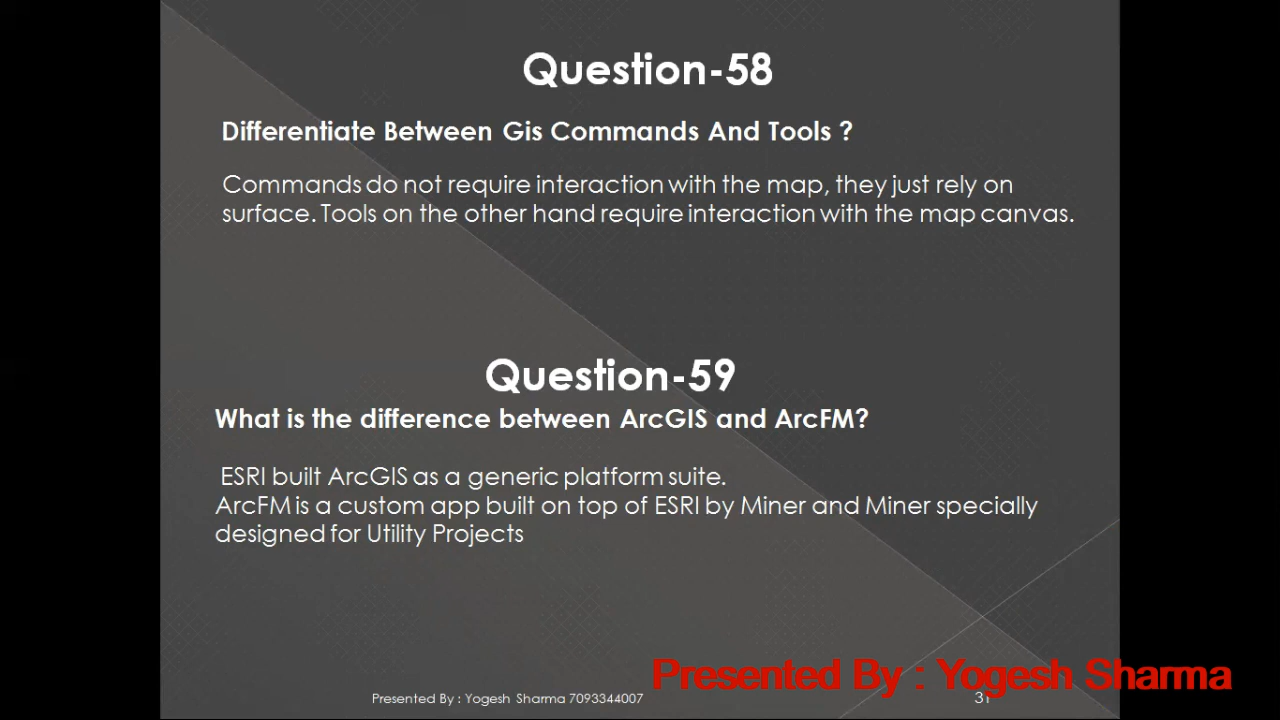 Question-58
Differentiate Between Gis Commands And Tools ?
Commands do not require interaction with the map, they just rely on
surface. Tools on the other hand require interaction with the map canvas.
Question-59
What is the difference between ArcGIS and ArcFM?
ESRI built ArcGIS as a generic platform suite.
ArcFM is a custom app built on top of ESRI by Miner and Miner specially
designed for Utility Projects
Presented By : Yogesh Sharma
Presented By : Yogesh Sharma 7093344007
31